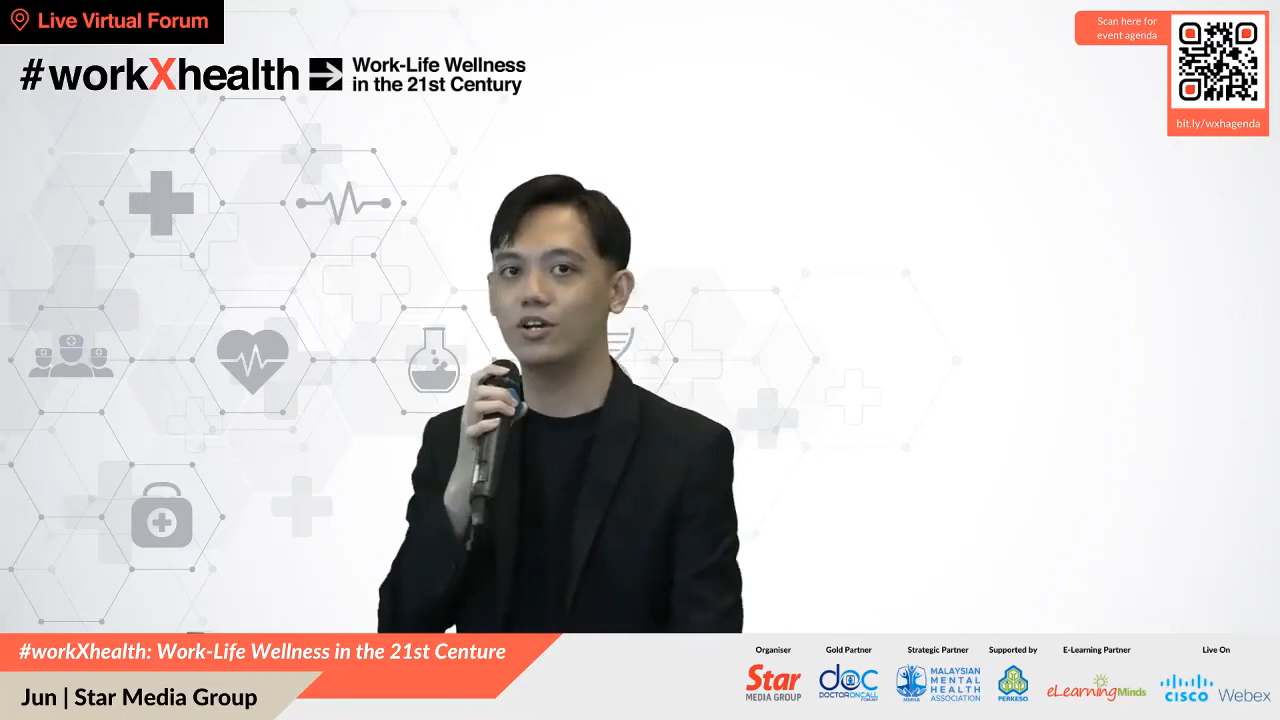 Live Virtual Forum
Scan here for
event agenda
#workXhealth
Work-Life Wellness
in the 21st Century
bit.ly/wxhagenda
#workXhealth: Work-Life Wellness in the 21st Centure
Jun | Star Media Group
Organiser
Gold Partner
Strategic Partner
Supported by
E-Learning Partner
Live On
Star
MEDIA GROUP
doc
DOCTORONCALL
MMHA
MALAYSIAN
MENTAL
HEALTH
ASSOCIATION
PERKESO
eLearningMinds
CISCO
Webex